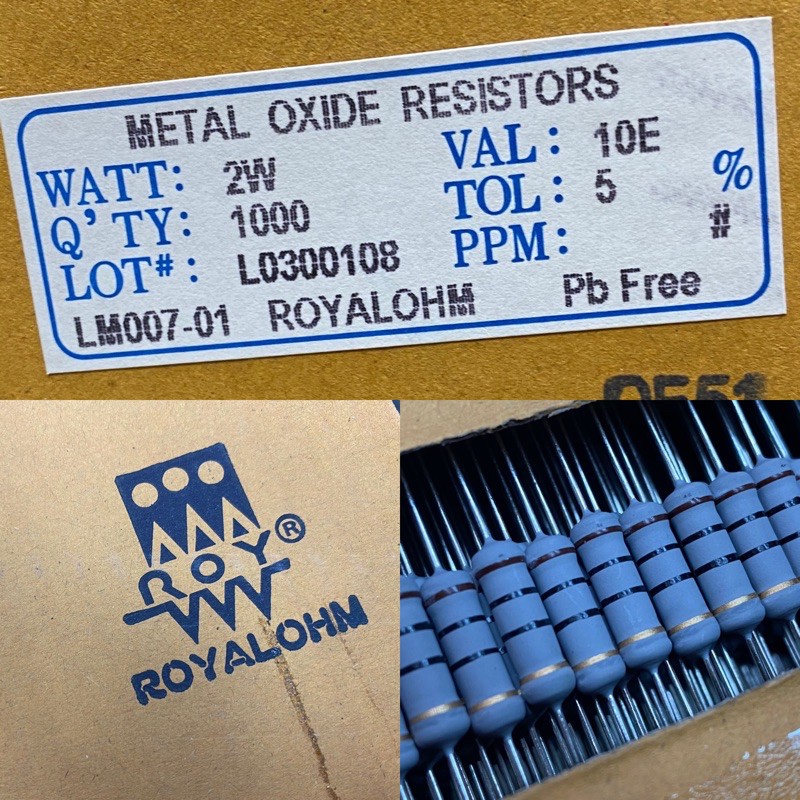 METAL OXIDE RESISTORS
WATT: 2W VAL: 10E
Q'TY: 1000 TOL: 5 %
LOT#: L0300108 PPM: #
LM007-01 ROYALOHM Pb Free
ROY®
ROYALOHM